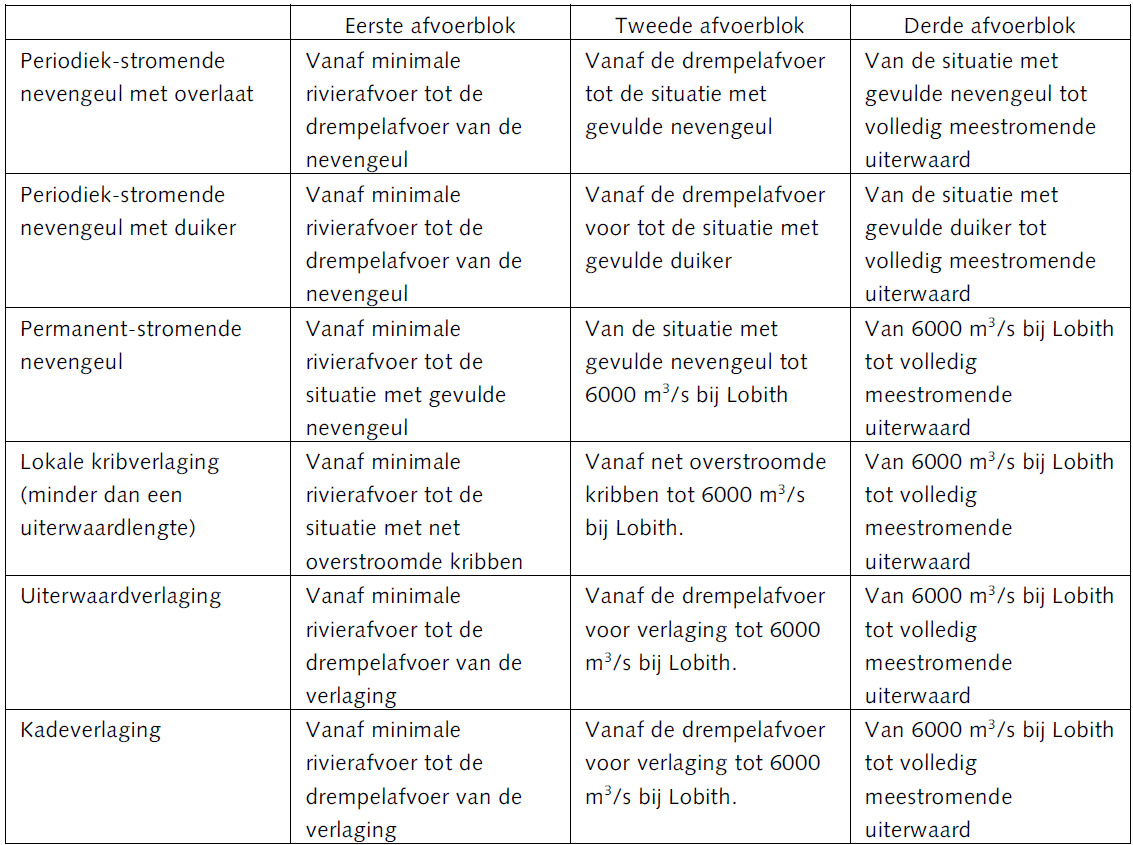 Eerste afvoerblok
Tweede afvoerblok
Derde afvoerblok
Periodiek-stromende
nevengeul met overlaat
Vanaf minimale
rivierafvoer tot de
drempelafvoer van de
nevengeul
Vanaf de drempelafvoer
tot de situatie met
gevulde nevengeul
Van de situatie met
gevulde nevengeul tot
volledig meestromende
uiterwaard
Periodiek-stromende
nevengeul met duiker
Vanaf minimale
rivierafvoer tot de
drempelafvoer van de
nevengeul
Vanaf de drempelafvoer
voor tot de situatie met
gevulde duiker
Van de situatie met
gevulde duiker tot
volledig meestromende
uiterwaard
Permanent-stromende
nevengeul
Vanaf minimale
rivierafvoer tot de
situatie met gevulde
nevengeul
Van de situatie met
gevulde nevengeul tot
6000 m³/s bij Lobith
Van 6000 m³/s bij Lobith
tot volledig
meestromende
uiterwaard
Lokale kribverlaging
(minder dan een
uiterwaardlengte)
Vanaf minimale
rivierafvoer tot de
situatie met net
overstroomde kribben
Vanaf net overstroomde
kribben tot 6000 m³/s
bij Lobith.
Van 6000 m³/s bij Lobith
tot volledig
meestromende
uiterwaard
Uiterwaardverlaging
Vanaf minimale
rivierafvoer tot de
drempelafvoer van de
verlaging
Vanaf de drempelafvoer
voor verlaging tot 6000
m³/s bij Lobith.
Van 6000 m³/s bij Lobith
tot volledig
meestromende
uiterwaard
Kadeverlaging
Vanaf minimale
rivierafvoer tot de
drempelafvoer van de
verlaging
Vanaf de drempelafvoer
voor verlaging tot 6000
m³/s bij Lobith.
Van 6000 m³/s bij Lobith
tot volledig
meestromende
uiterwaard